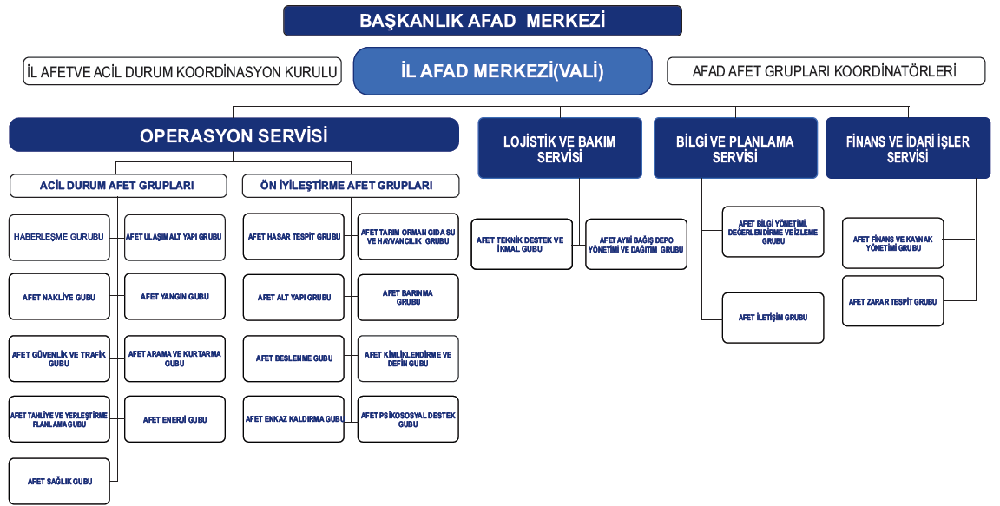 BAŞKANLIK AFAD MERKEZİ
İL AFETVE ACİL DURUM KOORDİNASYON KURULU
İL AFAD MERKEZİ(VALİ)
AFAD AFET GRUPLARI KOORDİNATÖRLERİ
OPERASYON SERVİSİ
LOJİSTİK VE BAKIM
SERVİSİ
BİLGİ VE PLANLAMA
SERVİSİ
FİNANS VE İDARİ İŞLER
SERVİSİ
ACİL DURUM AFET GRUPLARI
ÖN İYİLEŞTİRME AFET GRUPLARI
HABERLEŞME GURUBU
AFET ULAŞIM ALT YAPI GRUBU
AFET NAKLİYE GUBU
AFET YANGIN GUBU
AFET GÜVENLİK VE TRAFİK
GUBU
AFET ARAMA VE KURTARMA
GUBU
AFET TAHLİYE VE YERLEŞTİRME
PLANLAMA GUBU
AFET ENERJİ GUBU
AFET SAĞLIK GUBU
AFET HASAR TESPİT GRUBU
AFET TARIM ORMAN GIDA SU
VE HAYVANCILIK GRUBU
AFET ALT YAPI GRUBU
AFET BARINMA
GRUBU
AFET BESLENME GUBU
AFET KİMLİKLENDİRME VE
DEFİN GUBU
AFET ENKAZ KALDIRMA GUBU
AFET PSİKOSOSYAL DESTEK
GUBU
AFET TEKNİK DESTEK VE
İKMAL GUBU
AFET AYNİ BAĞIŞ DEPO
YÖNETİMİ VE DAĞITIM GRUBU
AFET BİLGİ YÖNETİMİ,
DEĞERLENDİRME VE İZLEME
GRUBU
AFET İLETİŞİM GRUBU
AFET FİNANS VE KAYNAK
YÖNETİMİ GRUBU
AFET ZARAR TESPİT GRUBU